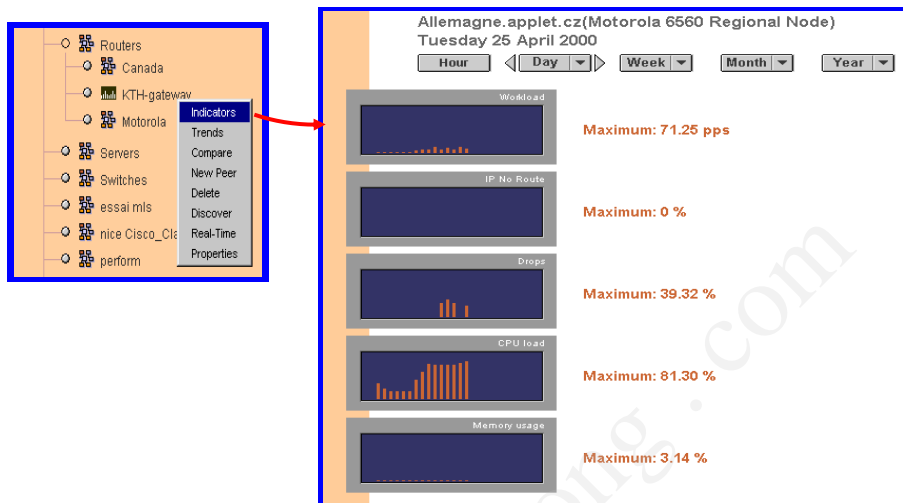 Routers
Canada
KTH-gateway
Motorola
Servers
Switches
essai mls
nice Cisco_Cla
perform
Indicators
Trends
Compare
New Peer
Delete
Discover
Real-Time
Properties
Allemagne.applet.cz(Motorola 6560 Regional Node)
Tuesday 25 April 2000
Hour Day Week Month Year
Workload
Maximum: 71.25 pps
IP No Route
Maximum: 0 %
Drops
Maximum: 39.32 %
CPU load
Maximum: 81.30 %
Memory usage
Maximum: 3.14 %
ong . com